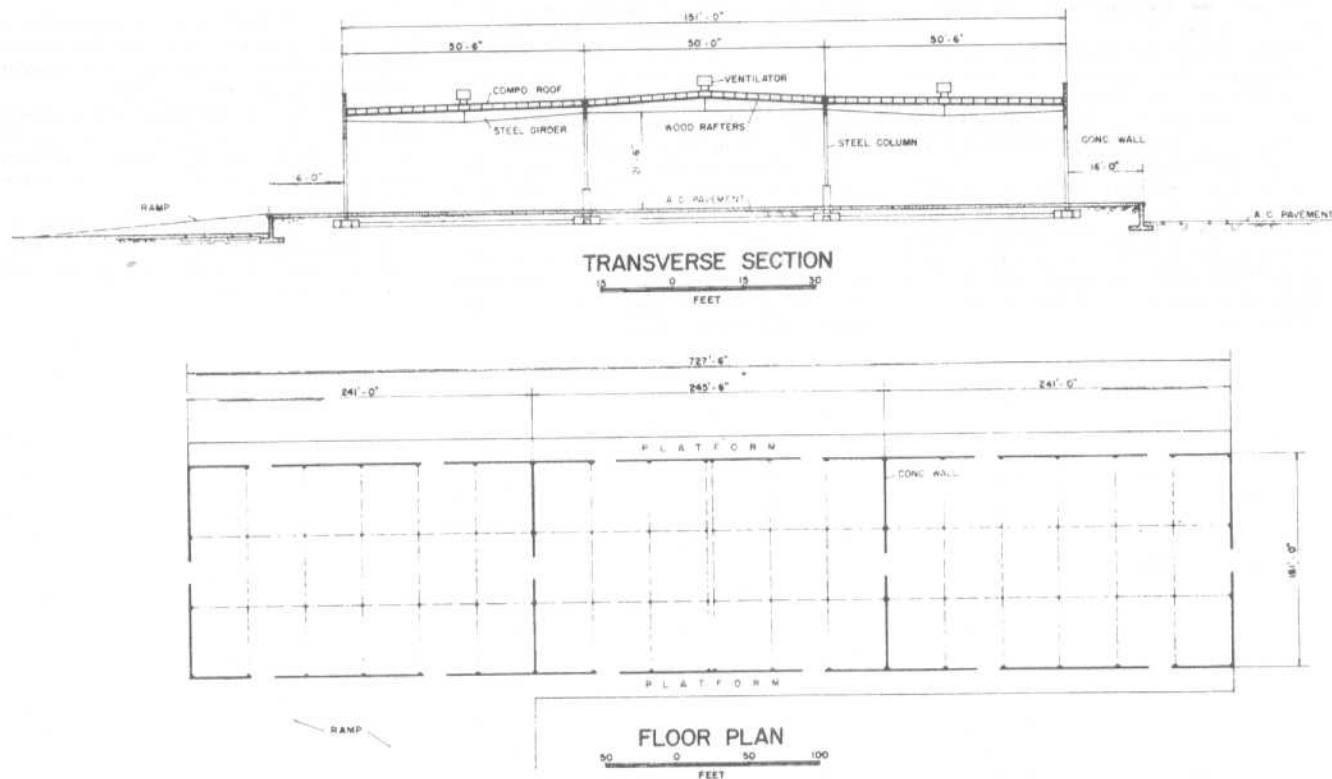 151'-0"
50'-6" 50'-0" 50'-6"
VENTILATOR
COMPO. ROOF
STEEL GIRDER
WOOD RAFTERS
STEEL COLUMN
CONC WALL
6'-0"
16'-0"
RAMP
A.C. PAVEMENT
A.C. PAVEMENT
TRANSVERSE SECTION
15 0 15 30
FEET
727'-6"
241'-0" 245'-6" 241'-0"
PLATFORM
CONC WALL
151'-0"
PLATFORM
RAMP
FLOOR PLAN
50 0 50 100
FEET